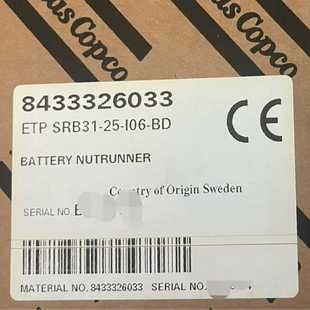 as Copco
8433326033
ETP SRB31-25-I06-BD
CE
BATTERY NUTRUNNER
Country of Origin Sweden
SERIAL NO.
MATERIAL NO. 8433326033 SERIAL NO.